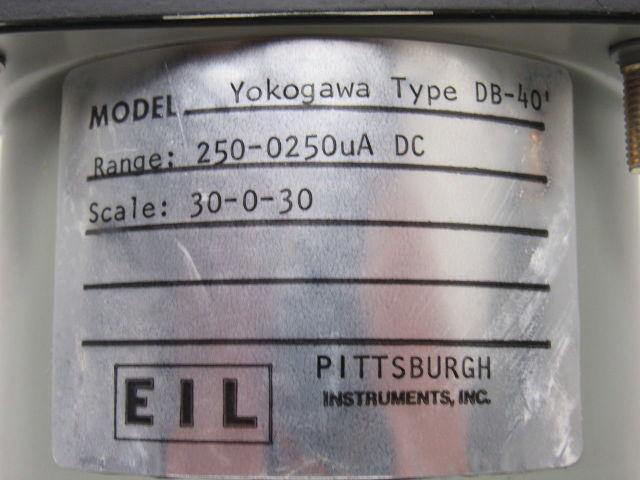 MODEL Yokogawa Type DB-40'
Range: 250-0250uA DC
Scale: 30-0-30
EIL PITTSBURGH
INSTRUMENTS, INC.